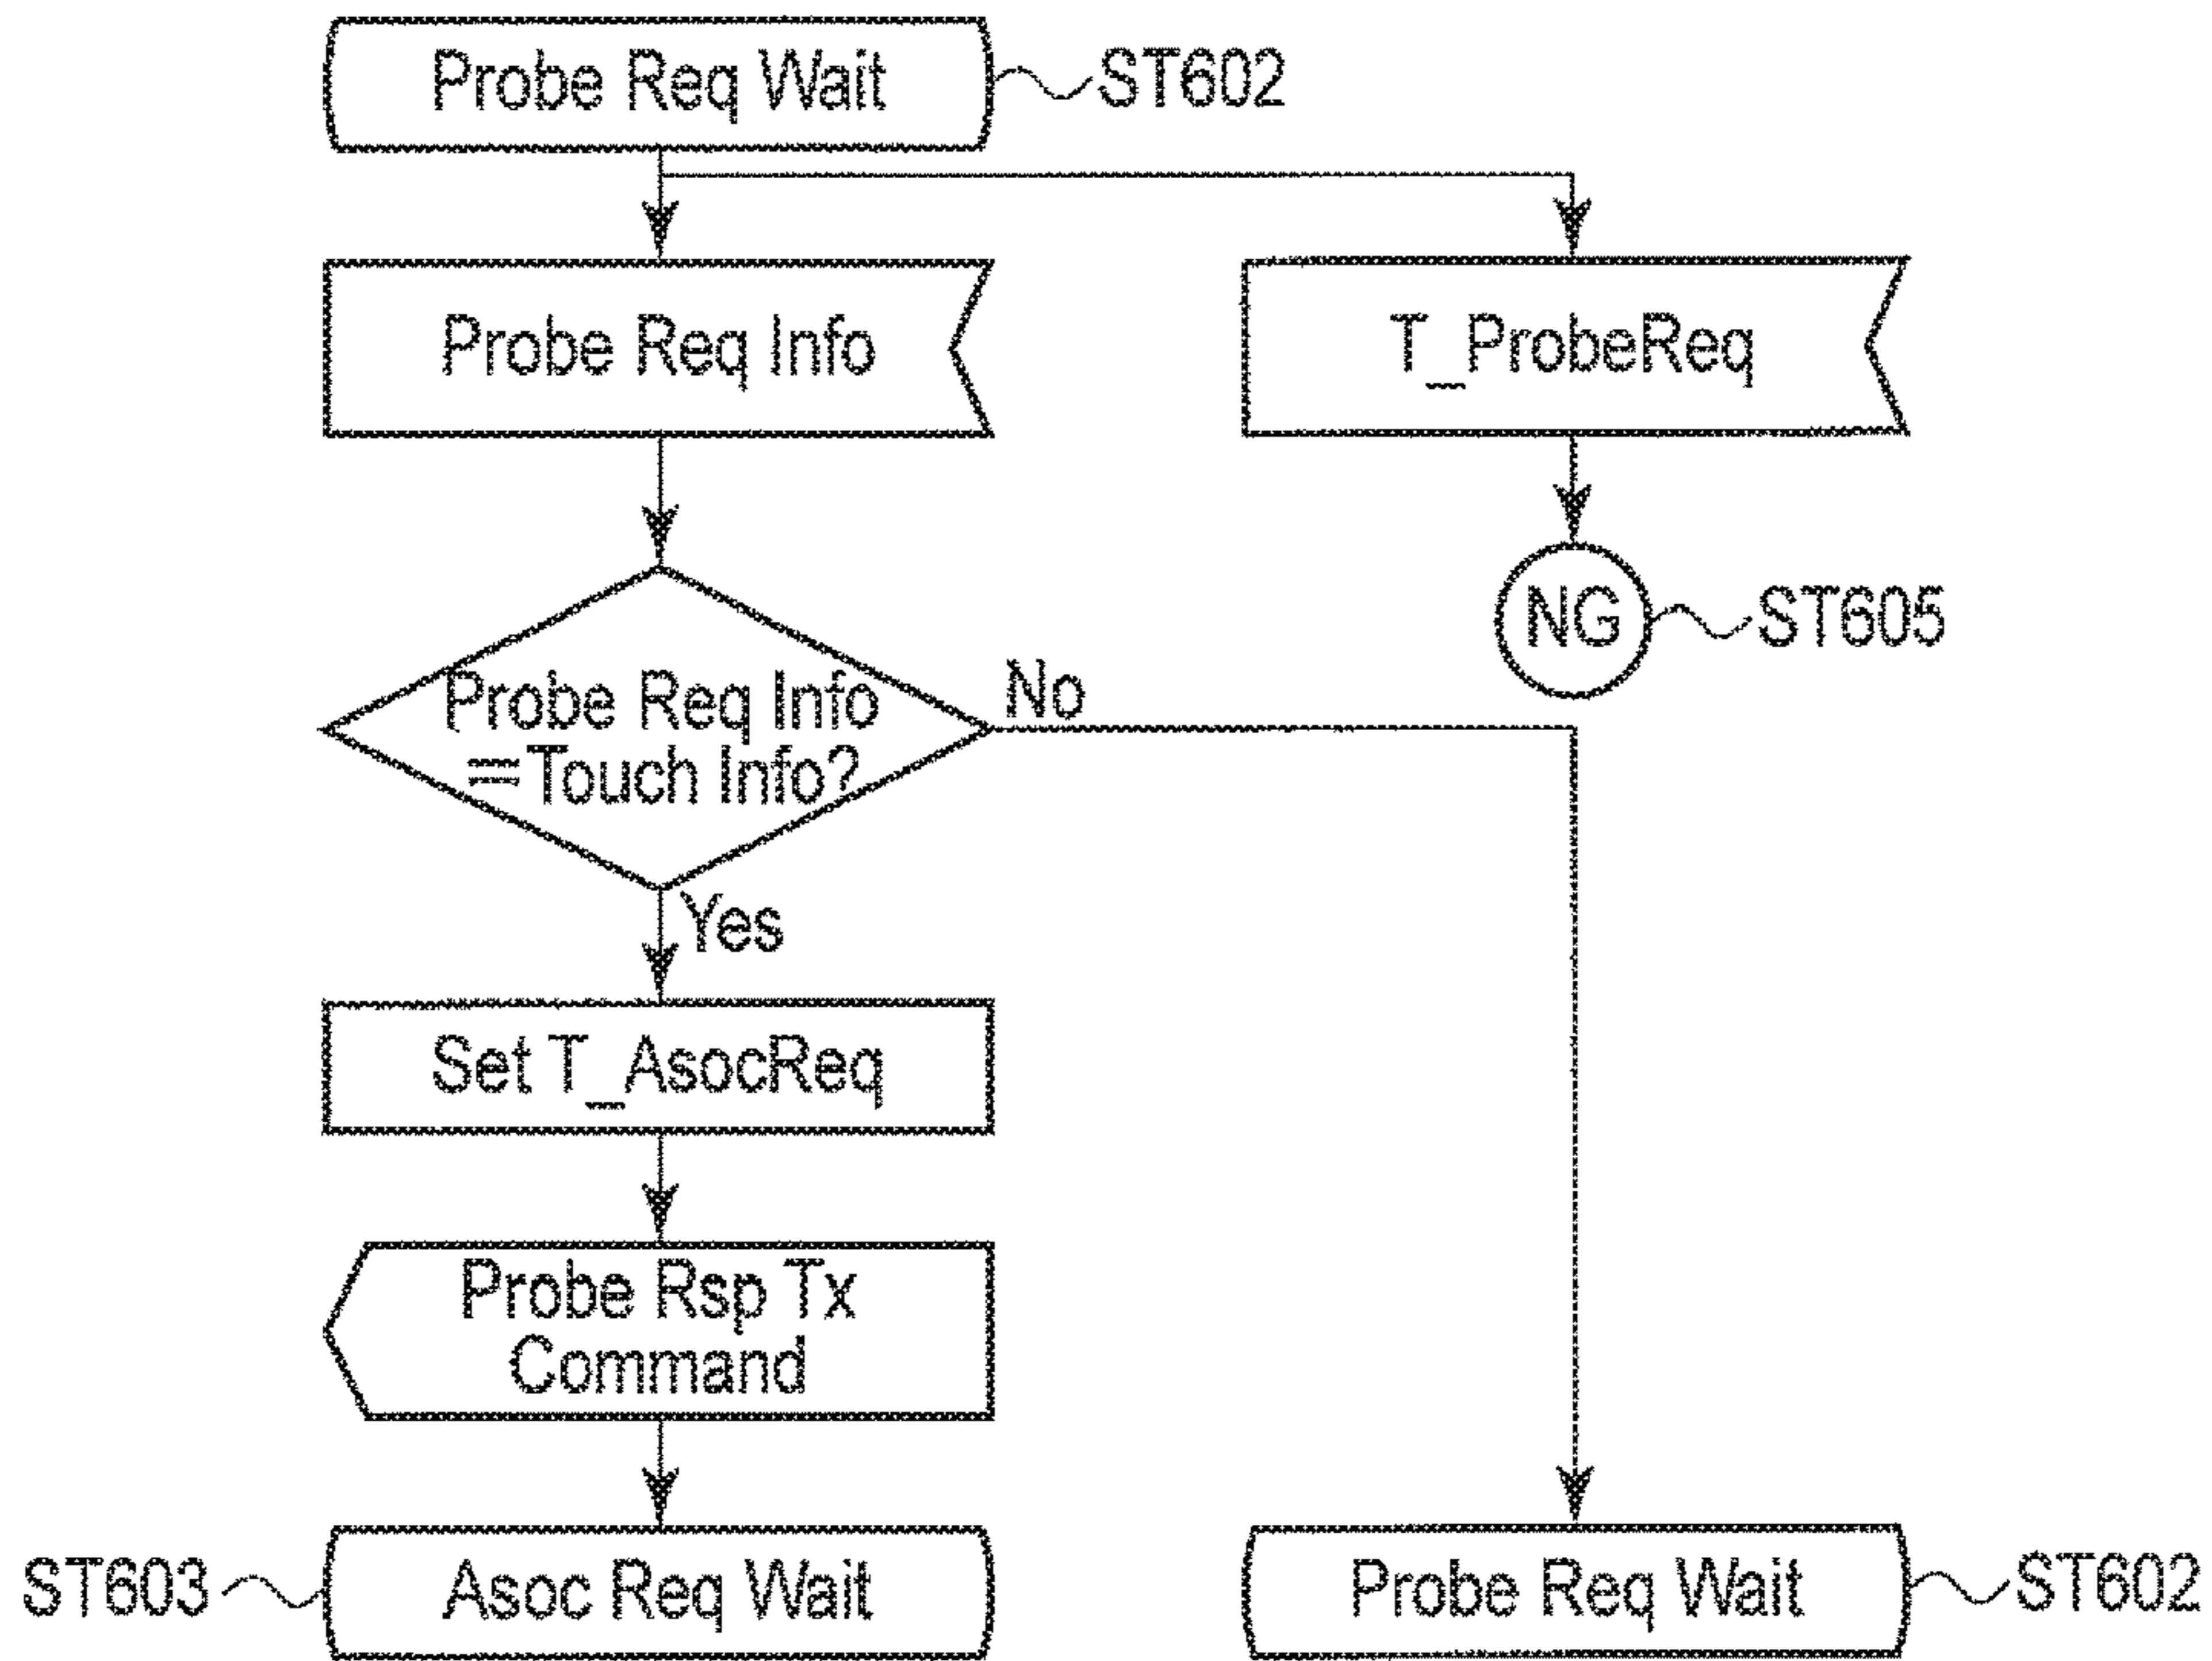 Probe Req Wait
ST602
Probe Req Info
T_ProbeReq
NG
ST605
Probe Req Info
=Touch Info?
No
Yes
Set T_AsocReq
Probe Rsp Tx
Command
ST603
Asoc Req Wait
Probe Req Wait
ST602